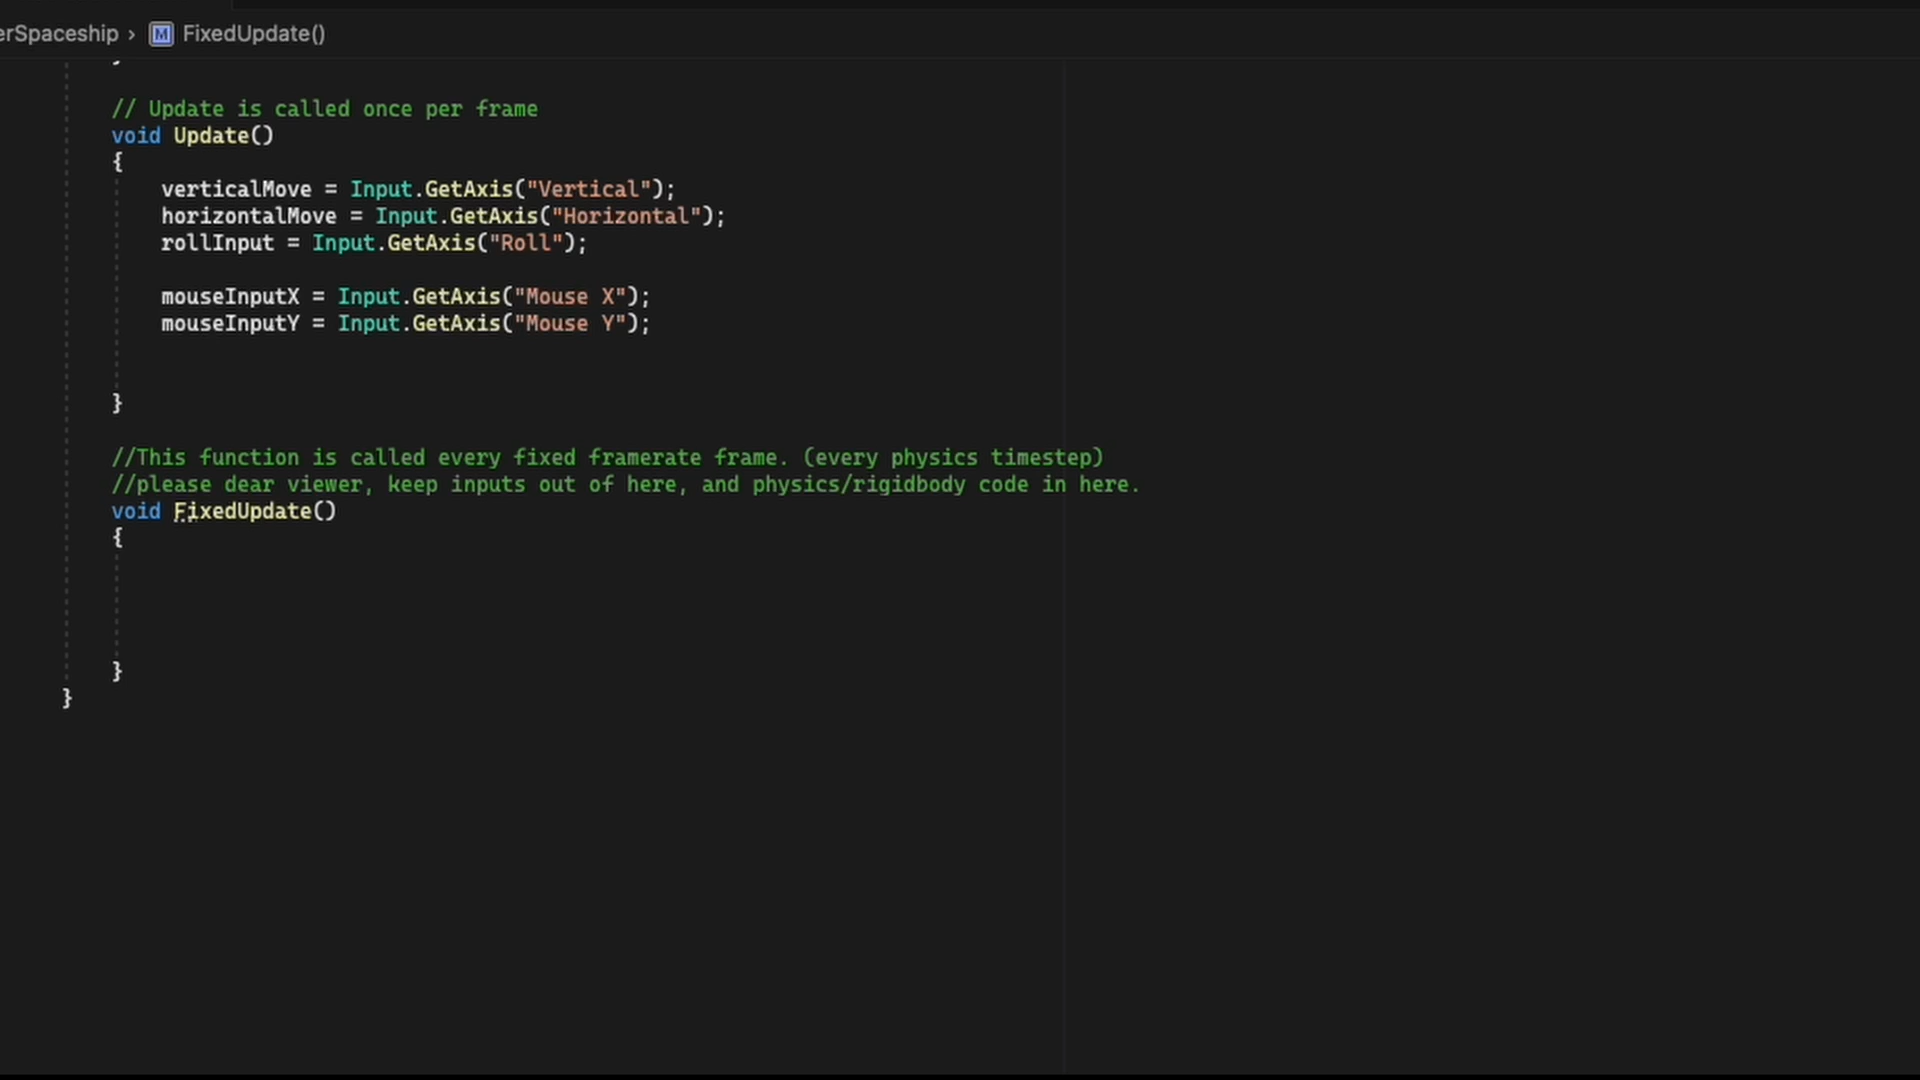 erSpaceship › M FixedUpdate()
}
// Update is called once per frame
void Update()
{
verticalMove = Input.GetAxis("Vertical");
horizontalMove = Input.GetAxis("Horizontal");
rollInput = Input.GetAxis("Roll");
mouseInputX = Input.GetAxis("Mouse X");
mouseInputY = Input.GetAxis("Mouse Y");
}
//This function is called every fixed framerate frame. (every physics timestep)
//please dear viewer, keep inputs out of here, and physics/rigidbody code in here.
void FixedUpdate()
{
}
}